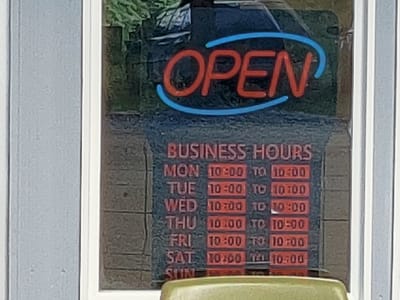 OPEN
BUSINESS HOURS
MON 10:00 TO 10:00
TUE 10:00 TO 10:00
WED 10:00 TO 10:00
THU 10:00 TO 10:00
FRI 10:00 TO 10:00
SAT 10:00 TO 10:00
SUN